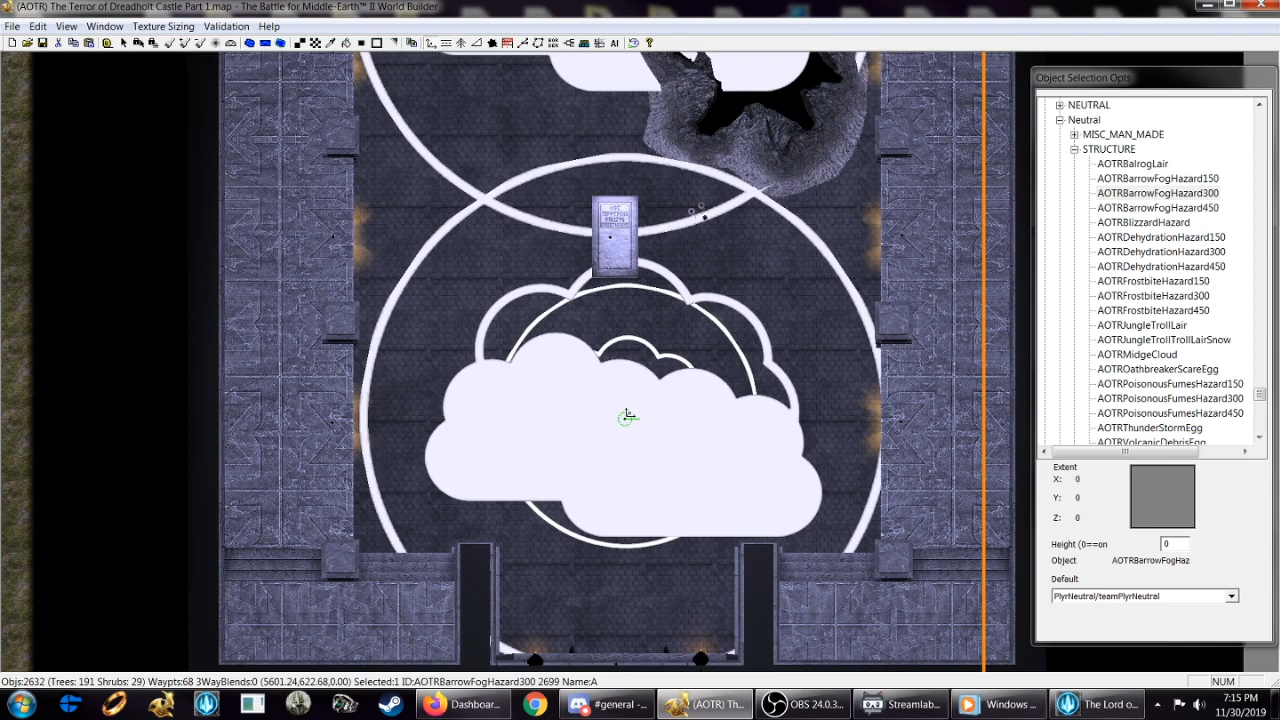 (AOTR) The Terror of Dreadholt Castle Part 1.map - The Battle for Middle-Earth™ II World Builder
File Edit View Window Texture Sizing Validation Help
AI
Object Selection Opts
NEUTRAL
Neutral
MISC_MAN_MADE
STRUCTURE
AOTRBalrogLair
AOTRBarrowFogHazard150
AOTRBarrowFogHazard300
AOTRBarrowFogHazard450
AOTRBlizzardHazard
AOTRDehydrationHazard150
AOTRDehydrationHazard300
AOTRDehydrationHazard450
AOTRFrostbiteHazard150
AOTRFrostbiteHazard300
AOTRFrostbiteHazard450
AOTRJungleTrollLair
AOTRJungleTrollTrollLairSnow
AOTRMidgeCloud
AOTROathbreakerScareEgg
AOTRPoisonousFumesHazard150
AOTRPoisonousFumesHazard300
AOTRPoisonousFumesHazard450
AOTRThunderStormEgg
AOTRVolcanicDebrisEgg
Extent
X: 0
Y: 0
Z: 0
Height (0==on 0
Object AOTRBarrowFogHaz
Default
PlyrNeutral/teamPlyrNeutral
Objs:2632 (Trees: 191 Shrubs: 29) Waypts:68 3WayBlends:0 (5601.24,622.68,0.00) Selected:1 ID:AOTRBarrowFogHazard300 2699 Name:A
NUM
Dashboar... #general -... (AOTR) Th... OBS 24.0.3... Streamlab... Windows ... The Lord o...
7:15 PM
11/30/2019